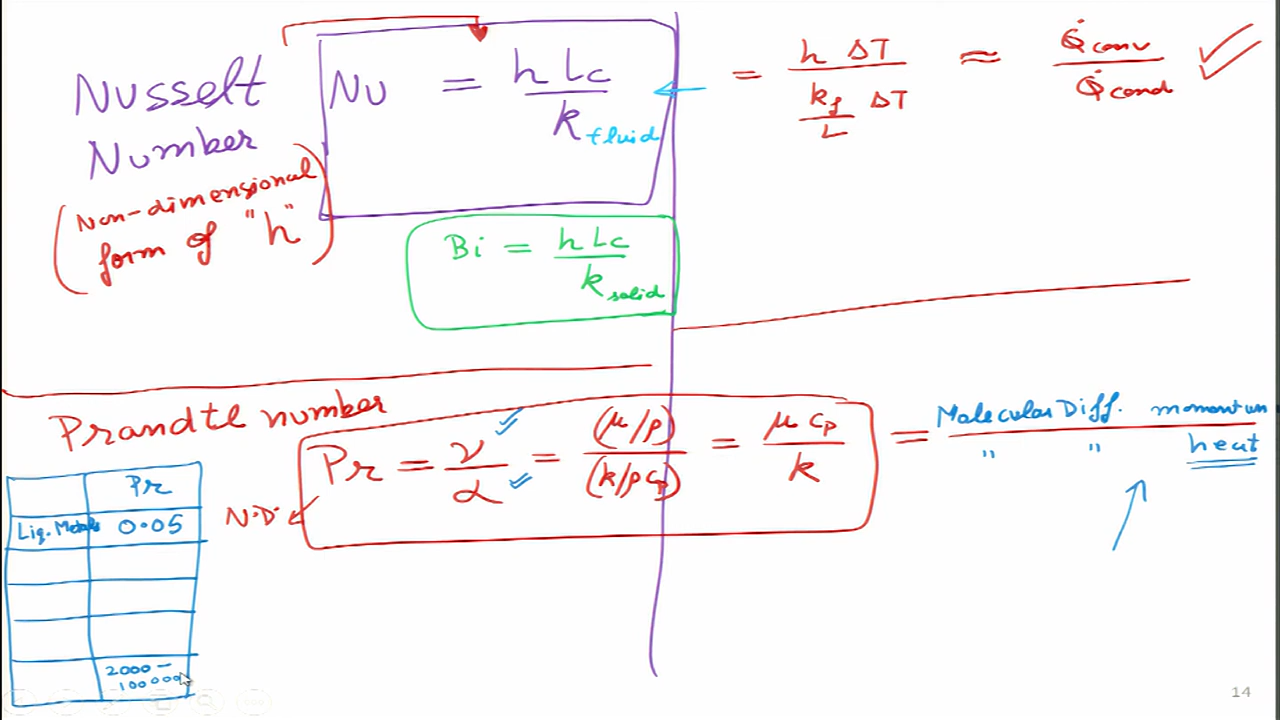 Nusselt Number
(Non-dimensional form of "h")
Nu = h Lc / k fluid = h ΔT / (k_f / L) ΔT ≈ Q̇conv / Q̇cond
Bi = h Lc / k solid
Prandtl number
Pr = ν / α = (μ/ρ) / (k/ρcp) = μ cp / k = Molecular Diff. momentum / " " heat
N.D.
Pr
Liq. Metals 0.05
2000 –
100000
14